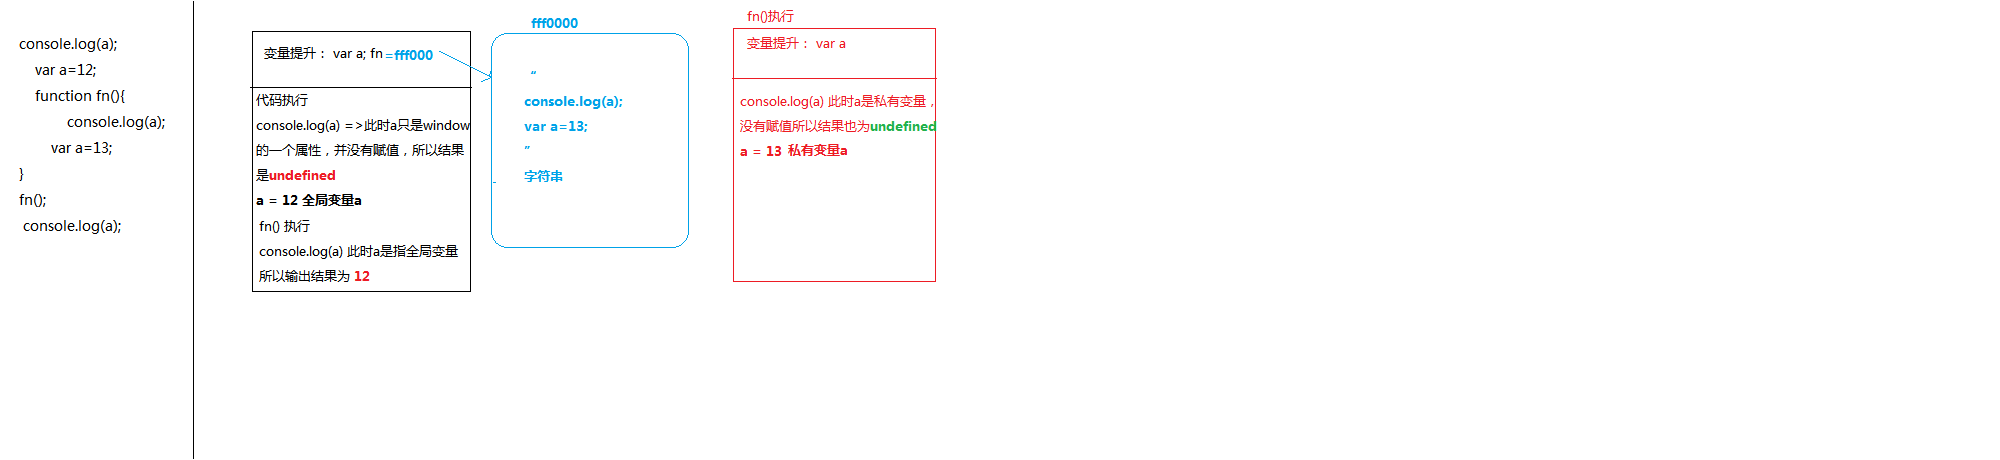 console.log(a);
var a=12;
function fn(){
console.log(a);
var a=13;
}
fn();
console.log(a);
变量提升： var a; fn =fff000
代码执行
console.log(a) =>此时a只是window
的一个属性，并没有赋值，所以结果
是undefined
a = 12 全局变量a
fn() 执行
console.log(a) 此时a是指全局变量
所以输出结果为 12
fff0000
“
console.log(a);
var a=13;
”
字符串
fn()执行
变量提升： var a
console.log(a) 此时a是私有变量，
没有赋值所以结果也为undefined
a = 13 私有变量a